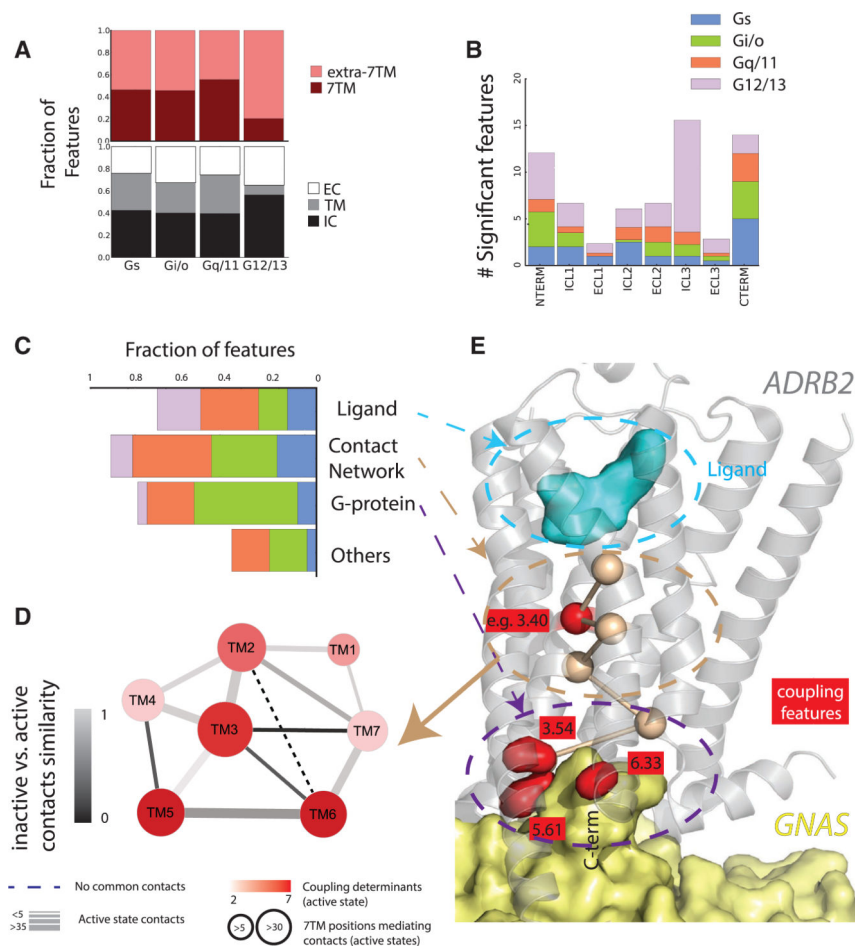 A
Fraction of
Features
1.0
0.8
0.6
0.4
0.2
0.0
1.0
0.8
0.6
0.4
0.2
0.0
extra-7TM
7TM
EC
TM
IC
Gs
Gi/o
Gq/11
G12/13
B
Gs
Gi/o
Gq/11
G12/13
# Significant features
20
15
10
5
0
NTERM
ICL1
ECL1
ICL2
ECL2
ICL3
ECL3
CTERM
C
Fraction of features
1
0.8
0.6
0.4
0.2
0
Ligand
Contact
Network
G-protein
Others
D
inactive vs. active
contacts similarity
1
0
TM2
TM1
TM4
TM3
TM7
TM5
TM6
No common contacts
<5
>35
Active state contacts
2
7
Coupling determinants
(active state)
>5
>30
7TM positions mediating
contacts (active states)
E
ADRB2
Ligand
e.g. 3.40
coupling
features
3.54
6.33
5.61
C-term
GNAS